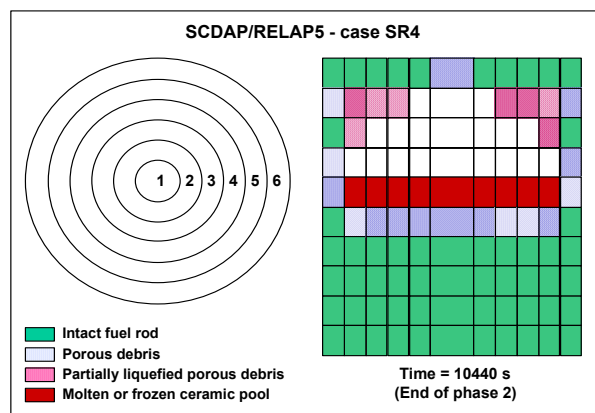 SCDAP/RELAP5 - case SR4
1 2 3 4 5 6
Intact fuel rod
Porous debris
Partially liquefied porous debris
Molten or frozen ceramic pool
Time = 10440 s
(End of phase 2)